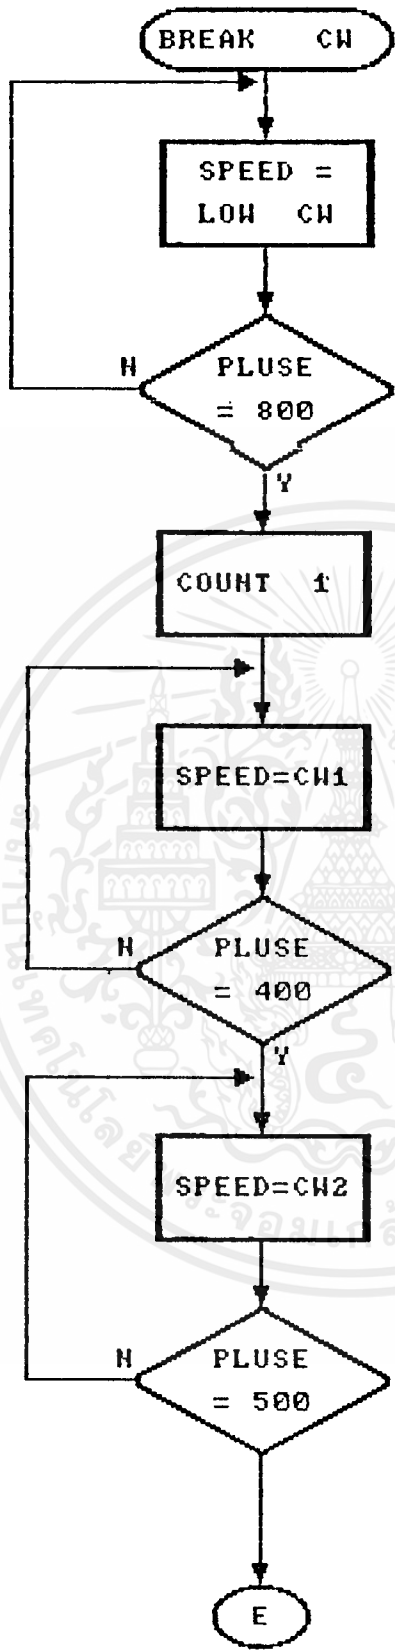 BREAK CW
SPEED =
LOW CW
N
PLUSE
= 800
Y
COUNT 1
SPEED=CW1
N
PLUSE
= 400
Y
SPEED=CW2
N
PLUSE
= 500
E